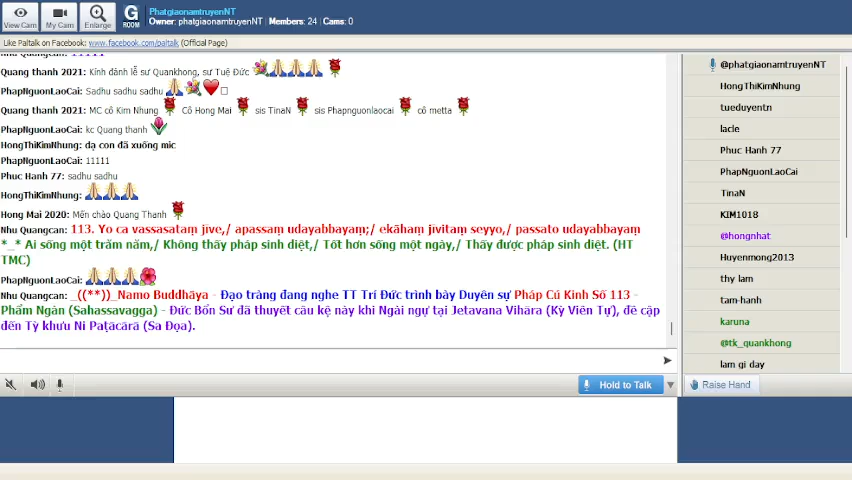 View Cam
My Cam
Enlarge
G
ROOM
PhatgiaonamtruyenNT
Owner: phatgiaonamtruyenNT | Members: 24 | Cams: 0
Like Paltalk on Facebook: www.facebook.com/paltalk (Official Page)
Quang thanh 2021: Kính đảnh lễ sư Quankhong, sư Tuệ Đức
PhapNguonLaoCai: Sadhu sadhu sadhu
Quang thanh 2021: MC cô Kim Nhung Cô Hong Mai sis TinaN sis Phapnguonlaocai cô metta
PhapNguonLaoCai: kc Quang thanh
HongThiKimNhung: dạ con đã xuống mic
PhapNguonLaoCai: 11111
Phuc Hanh 77: sadhu sadhu
HongThiKimNhung:
Hong Mai 2020: Mến chào Quang Thanh
Nhu Quangcan: 113. Yo ca vassasataṃ jīve,/ apassaṃ udayabbayaṃ;/ ekāhaṃ jīvitaṃ seyyo,/ passato udayabbayaṃ
*_* Ai sống một trăm năm,/ Không thấy pháp sinh diệt,/ Tốt hơn sống một ngày,/ Thấy được pháp sinh diệt. (HT
TMC)
PhapNguonLaoCai:
Nhu Quangcan: _((**))_Namo Buddhāya - Đạo tràng đang nghe TT Trí Đức trình bày Duyên sự Pháp Cú Kinh Số 113 -
Phẩm Ngàn (Sahassavagga) - Đức Bổn Sư đã thuyết câu kệ này khi Ngài ngự tại Jetavana Vihāra (Kỳ Viên Tự), đề cập
đến Tỳ khưu Ni Paṭācārā (Sa Đọa).
Hold to Talk
Raise Hand
@phatgiaonamtruyenNT
HongThiKimNhung
tueduyentn
lacle
Phuc Hanh 77
PhapNguonLaoCai
TinaN
KIM1018
@hongnhat
Huyenmong2013
thy lam
tam-hanh
karuna
@tk_quankhong
lam gi day